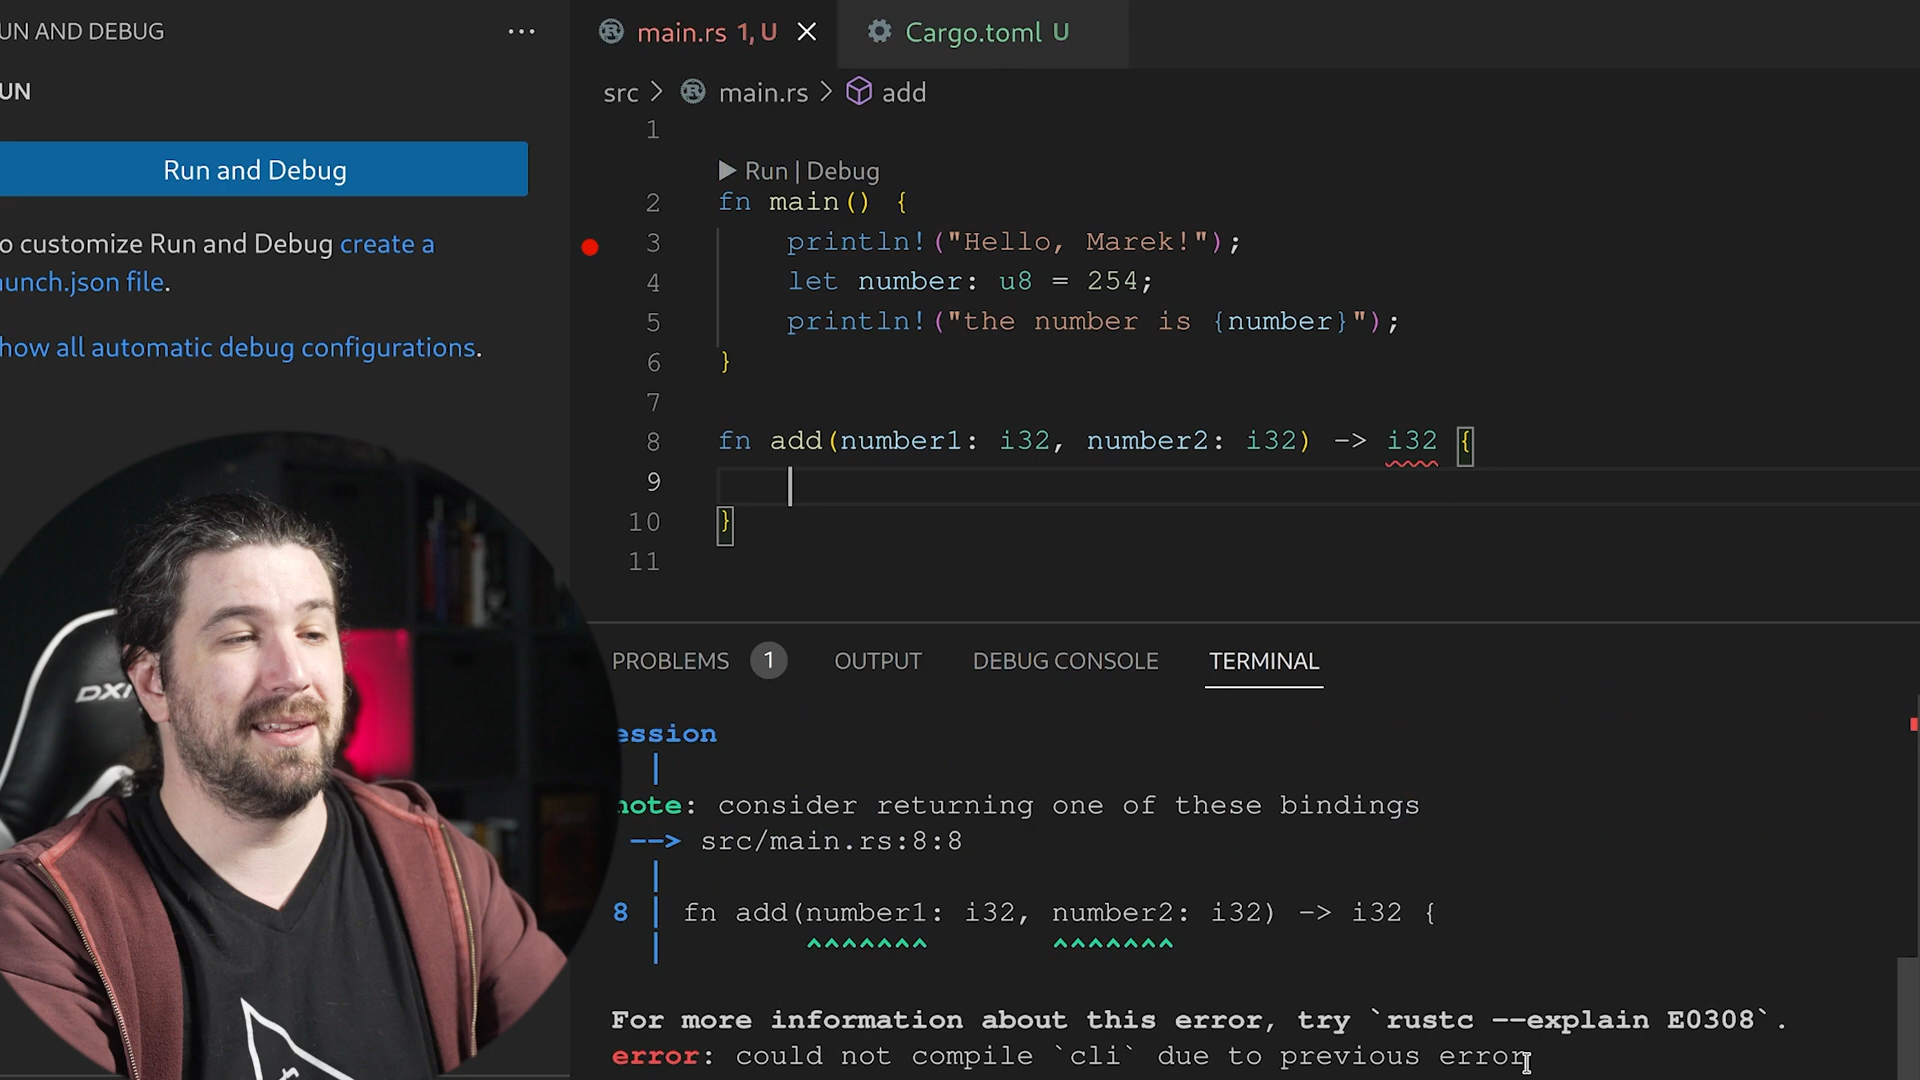 UN AND DEBUG
UN
Run and Debug
o customize Run and Debug create a
aunch.json file.
how all automatic debug configurations.
main.rs 1, U
Cargo.toml U
src > main.rs > add
1
Run | Debug
2 fn main() {
3 println!("Hello, Marek!");
4 let number: u8 = 254;
5 println!("the number is {number}");
6 }
7
8 fn add(number1: i32, number2: i32) -> i32 {
9
10 }
11
PROBLEMS 1 OUTPUT DEBUG CONSOLE TERMINAL
ession
|
note: consider returning one of these bindings
--> src/main.rs:8:8
|
8 | fn add(number1: i32, number2: i32) -> i32 {
| ^^^^^^^ ^^^^^^^
For more information about this error, try `rustc --explain E0308`.
error: could not compile `cli` due to previous error
DXR